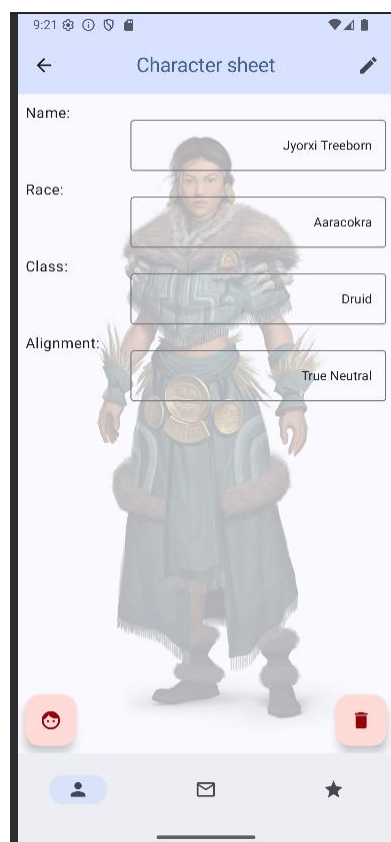 9:21
Character sheet
Name:
Jyorxi Treeborn
Race:
Aaracokra
Class:
Druid
Alignment:
True Neutral